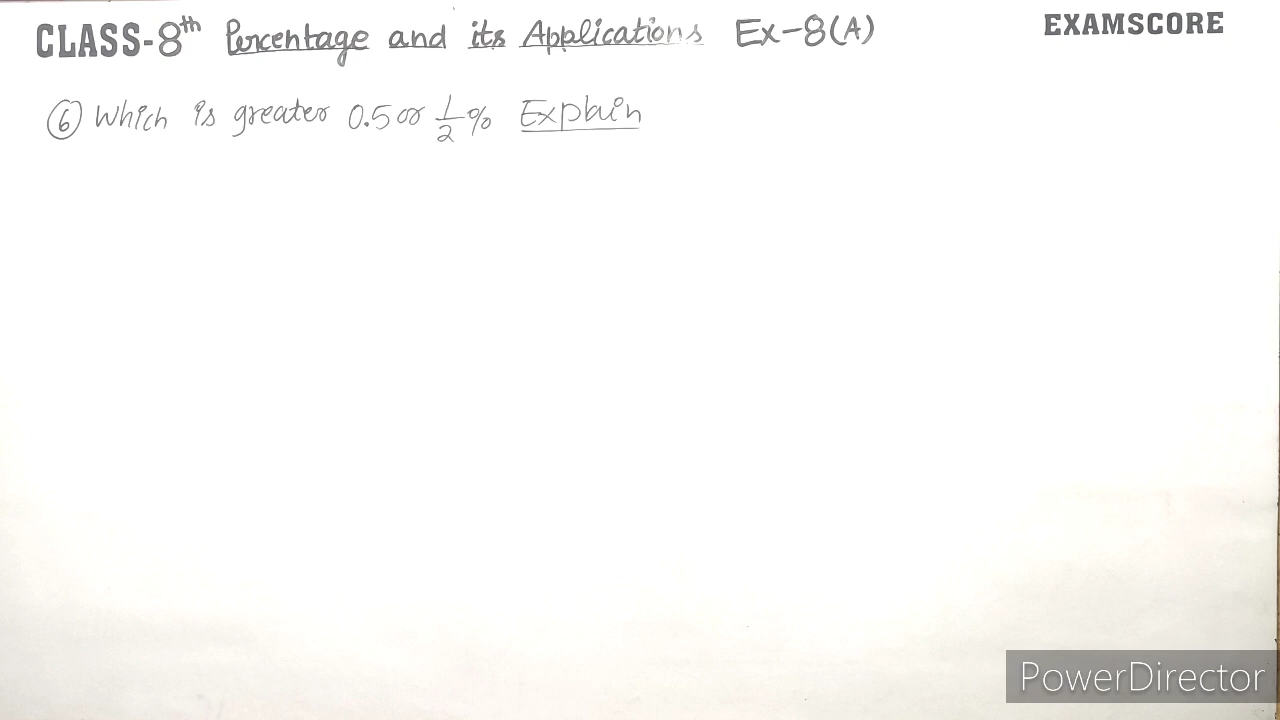 CLASS-8th Percentage and its Applications Ex-8(A) EXAMSCORE
⑥ Which is greater 0.5 or 1/2 % Explain
PowerDirector